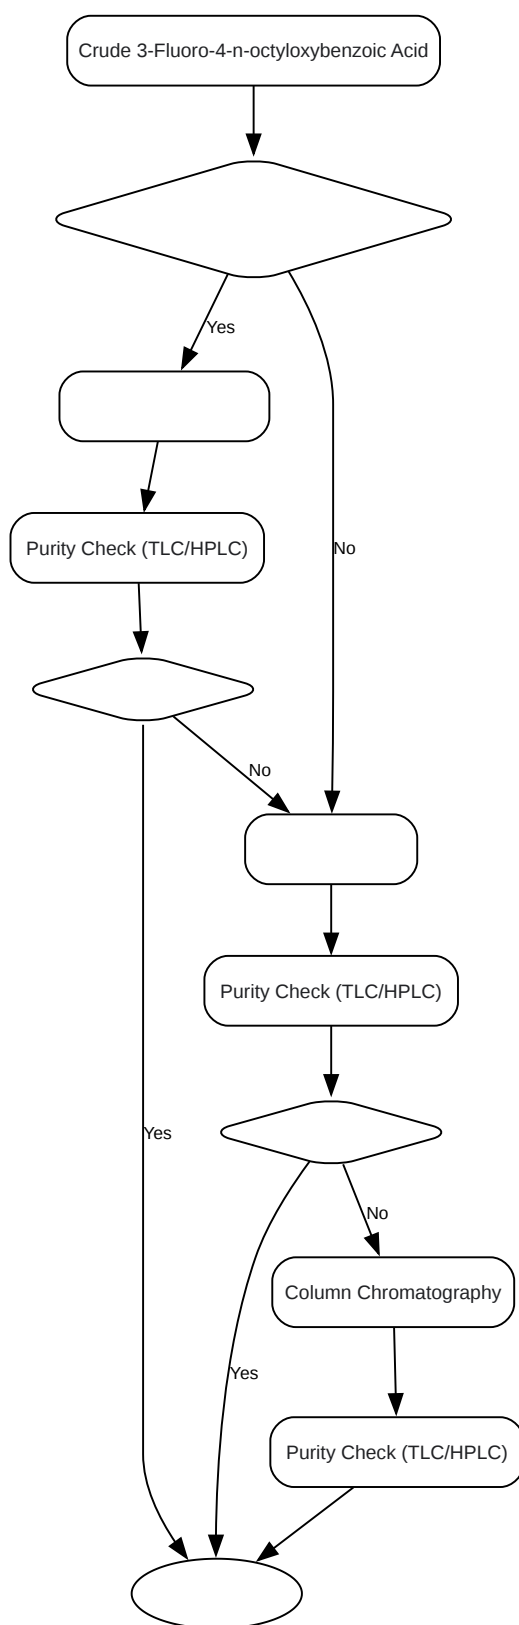 Crude 3-Fluoro-4-n-octyloxybenzoic Acid
Yes
Purity Check (TLC/HPLC)
No
No
Purity Check (TLC/HPLC)
Yes
No
Column Chromatography
Yes
Purity Check (TLC/HPLC)